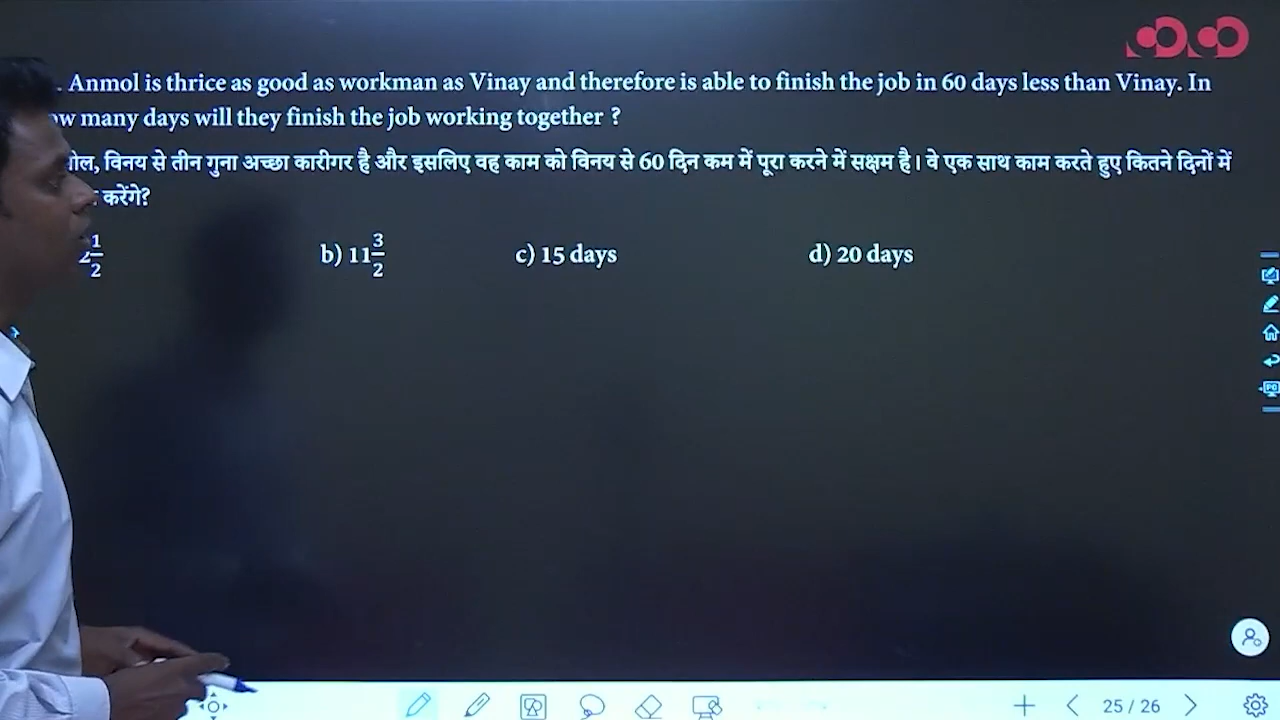 . Anmol is thrice as good as workman as Vinay and therefore is able to finish the job in 60 days less than Vinay. In
many days will they finish the job working together ?
विनय से तीन गुना अच्छा कारीगर है और इसलिए वह काम को विनय से 60 दिन कम में पूरा करने में सक्षम है। वे एक साथ काम करते हुए कितने दिनों में
करेंगे?
1/2 b) 11 3/2 c) 15 days d) 20 days
25 / 26